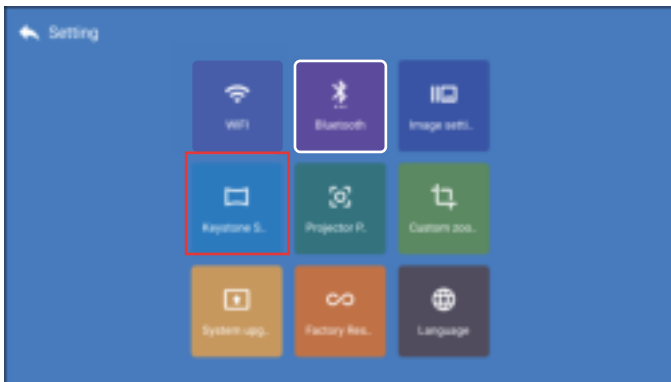 Setting
WiFi
Bluetooth
Image setti..
Keystone S..
Projector P..
Custom zoo..
System upg..
Factory Res..
Language